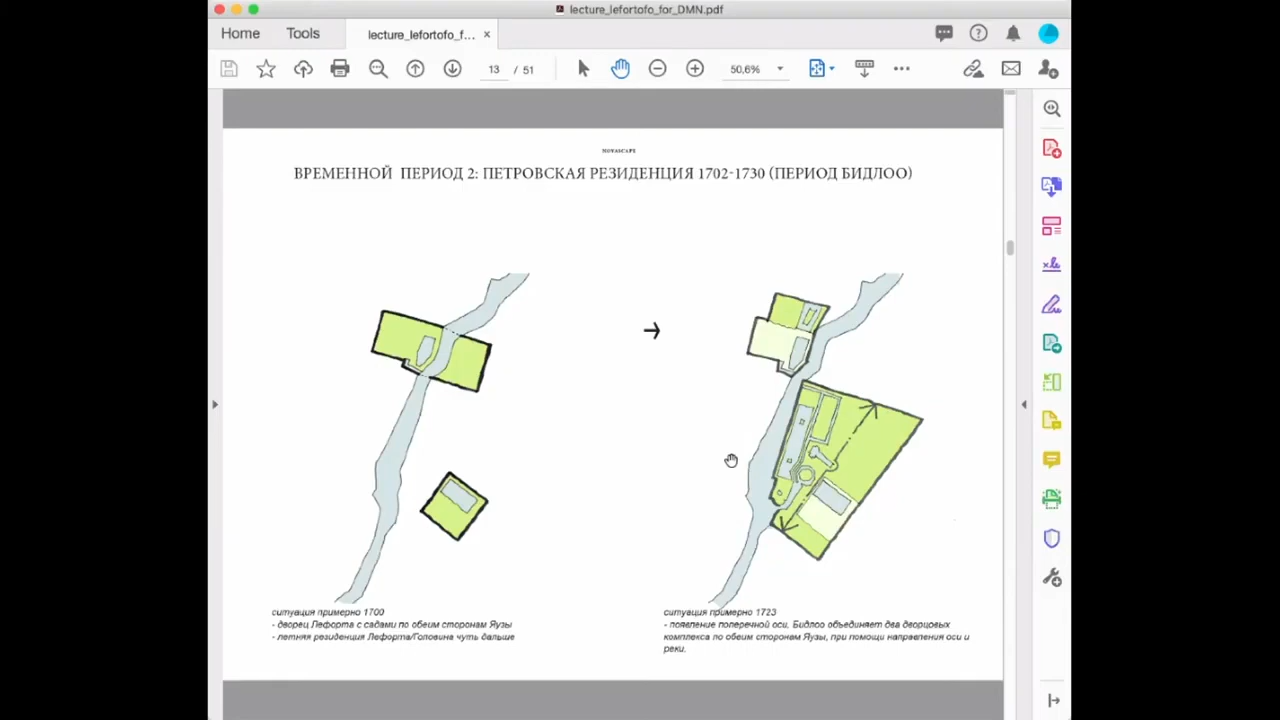 lecture_lefortofo_for_DMN.pdf
Home
Tools
lecture_lefortofo_f...
13 / 51
50,6%
NOVASCAPE
ВРЕМЕННОЙ ПЕРИОД 2: ПЕТРОВСКАЯ РЕЗИДЕНЦИЯ 1702-1730 (ПЕРИОД БИДЛОО)
ситуация примерно 1700
- дворец Лефорта с садами по обеим сторонам Яузы
- летняя резиденция Лефорта/Головина чуть дальше
ситуация примерно 1723
- появление поперечной оси, Бидлоо объединяет два дворцовых
комплекса по обеим сторонам Яузы, при помощи направления оси и
реки.